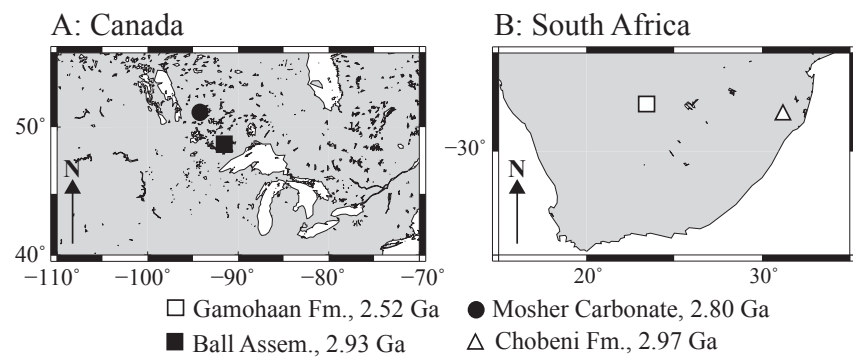 A: Canada
B: South Africa
50°
40°
N
−110° −100° −90° −80° −70°
−30°
N
20° 30°
Gamohaan Fm., 2.52 Ga
Mosher Carbonate, 2.80 Ga
Ball Assem., 2.93 Ga
Chobeni Fm., 2.97 Ga